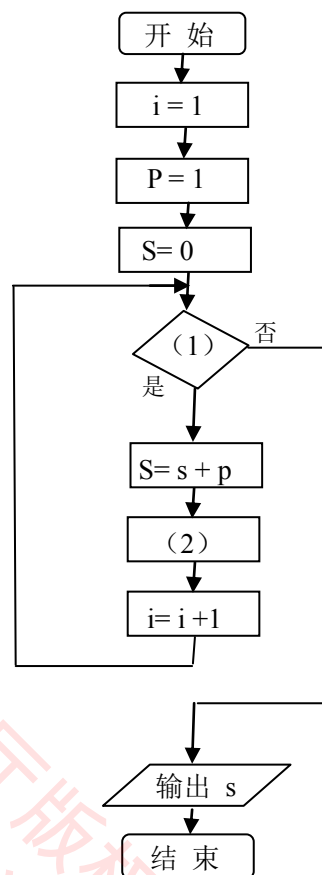 开 始
i = 1
P = 1
S= 0
（1）
否
是
S= s + p
（2）
i= i +1
输出 s
结 束